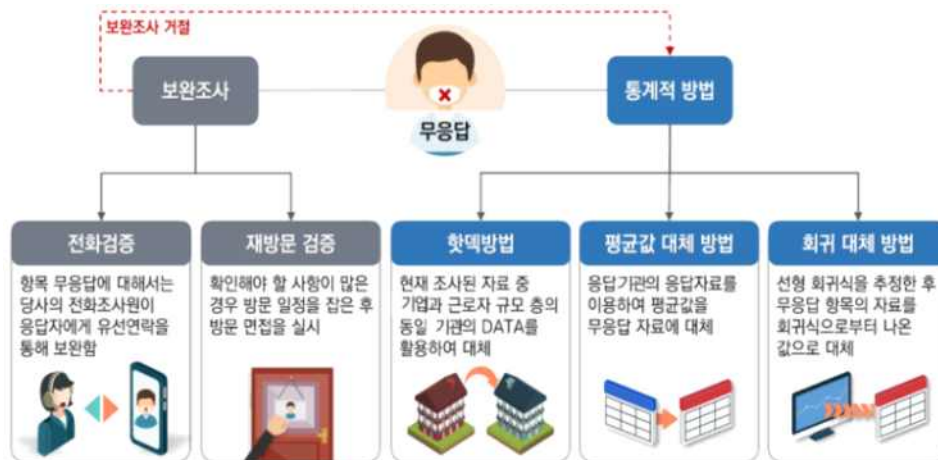 보완조사 거절
보완조사
무응답
통계적 방법
전화검증
항목 무응답에 대해서는
당사의 전화조사원이
응답자에게 유선연락을
통해 보완함
재방문 검증
확인해야 할 사항이 많은
경우 방문 일정을 잡은 후
방문 면접을 실시
핫덱방법
현재 조사된 자료 중
기업과 근로자 규모 층의
동일 기관의 DATA를
활용하여 대체
평균값 대체 방법
응답기관의 응답자료를
이용하여 평균값을
무응답 자료에 대체
회귀 대체 방법
선형 회귀식을 추정한 후
무응답 항목의 자료를
회귀식으로부터 나온
값으로 대체